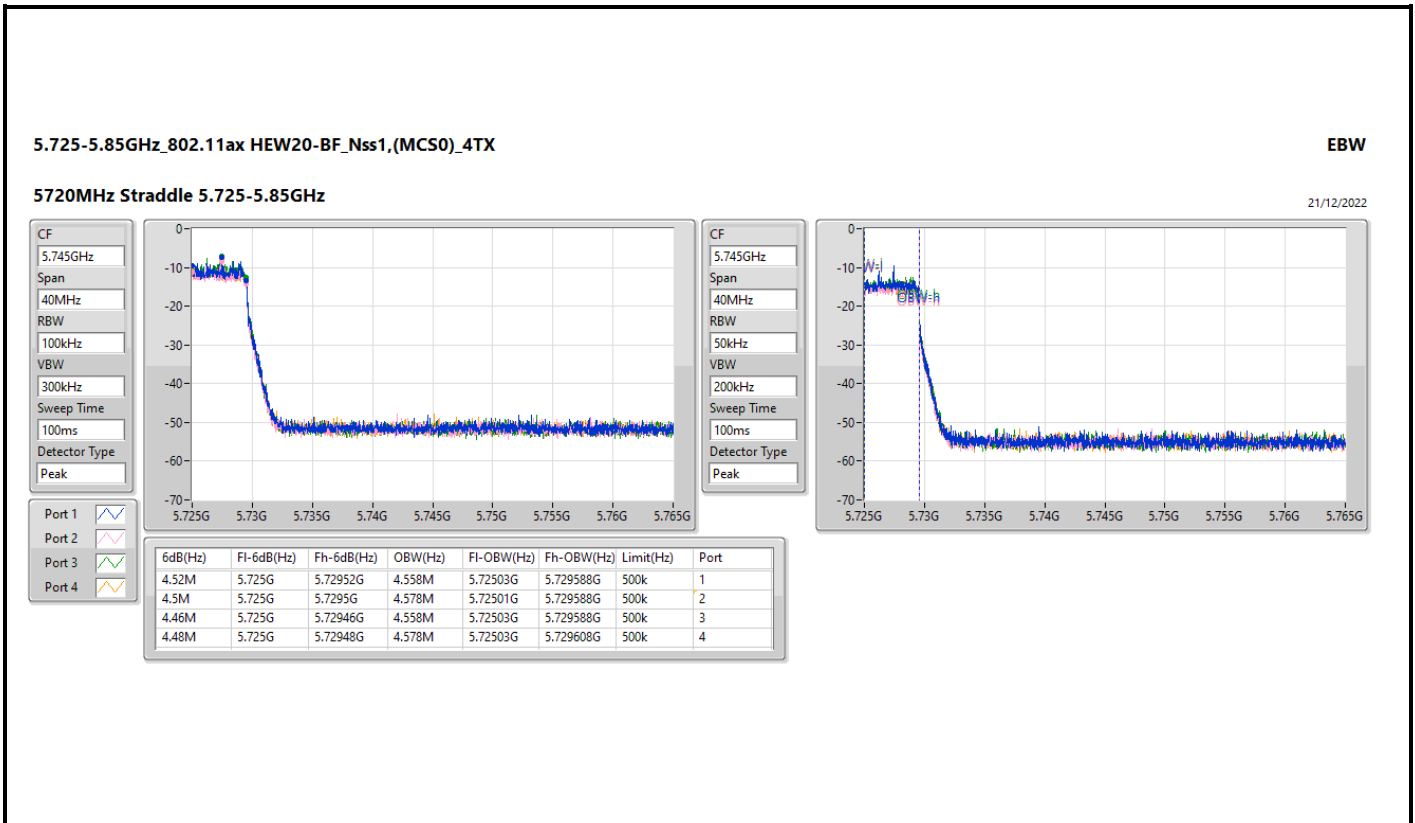 5.725-5.85GHz_802.11ax HEW20-BF_Nss1,(MCS0)_4TX
EBW
5720MHz Straddle 5.725-5.85GHz
21/12/2022
CF
5.745GHz
Span
40MHz
RBW
100kHz
VBW
300kHz
Sweep Time
100ms
Detector Type
Peak
0
-10
-20
-30
-40
-50
-60
-70
5.725G 5.73G 5.735G 5.74G 5.745G 5.75G 5.755G 5.76G 5.765G
CF
5.745GHz
Span
40MHz
RBW
50kHz
VBW
200kHz
Sweep Time
100ms
Detector Type
Peak
0
-10
-20
-30
-40
-50
-60
-70
OBW-h
5.725G 5.73G 5.735G 5.74G 5.745G 5.75G 5.755G 5.76G 5.765G
Port 1
Port 2
Port 3
Port 4
6dB(Hz) Fl-6dB(Hz) Fh-6dB(Hz) OBW(Hz) Fl-OBW(Hz) Fh-OBW(Hz) Limit(Hz) Port
4.52M 5.725G 5.72952G 4.558M 5.72503G 5.729588G 500k 1
4.5M 5.725G 5.7295G 4.578M 5.72501G 5.729588G 500k 2
4.46M 5.725G 5.72946G 4.558M 5.72503G 5.729588G 500k 3
4.48M 5.725G 5.72948G 4.578M 5.72503G 5.729608G 500k 4